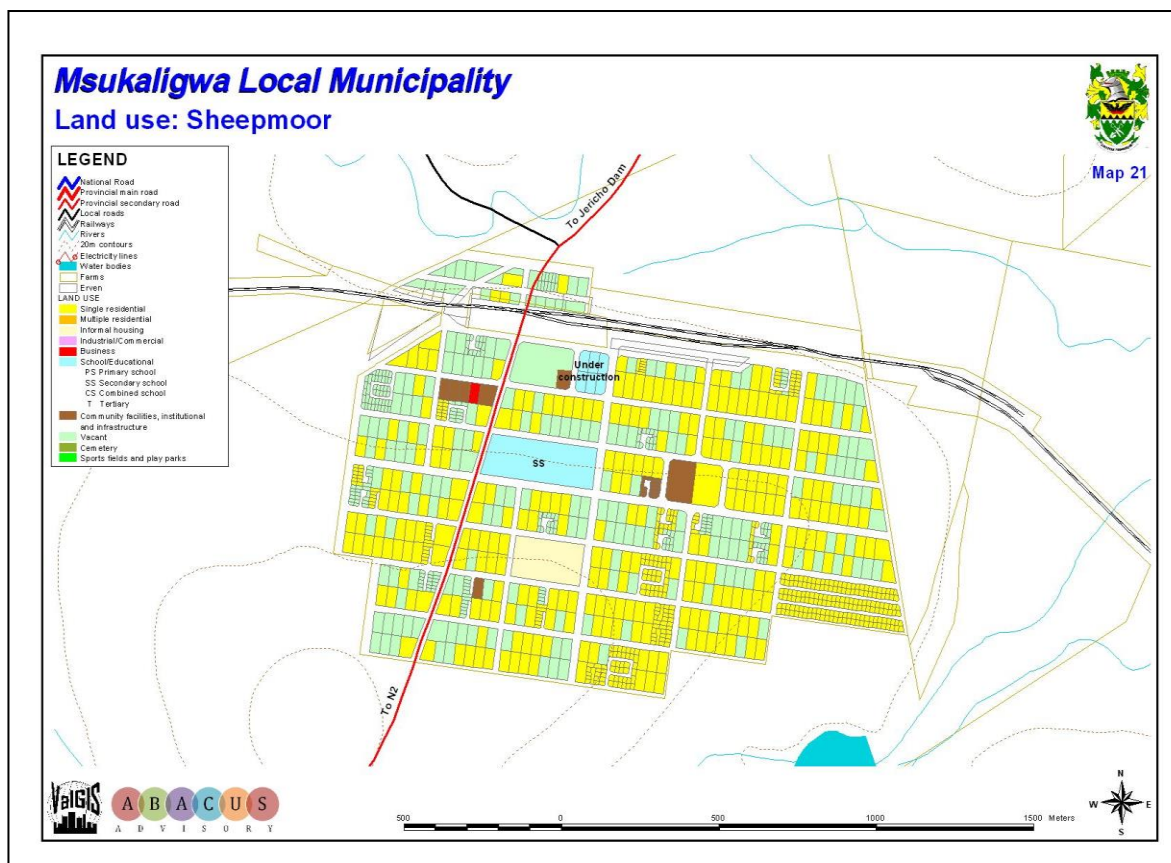 Msukaligwa Local Municipality
Land use: Sheepmoor
Map 21
LEGEND
National Road
Provincial main road
Provincial secondary road
Local roads
Railways
Rivers
20m contours
Electricity lines
Water bodies
Farms
Erven
LAND USE
Single residential
Multiple residential
Informal housing
Industrial/Commercial
Business
School/Educational
PS Primary school
SS Secondary school
CS Combined school
T Tertiary
Community facilities, institutional
and infrastructure
Vacant
Cemetery
Sports fields and play parks
To Jericho Dam
Under
construction
SS
To N2
ValGIS
ABACUS
ADVISORY
500 0 500 1000 1500 Meters
N
W E
S